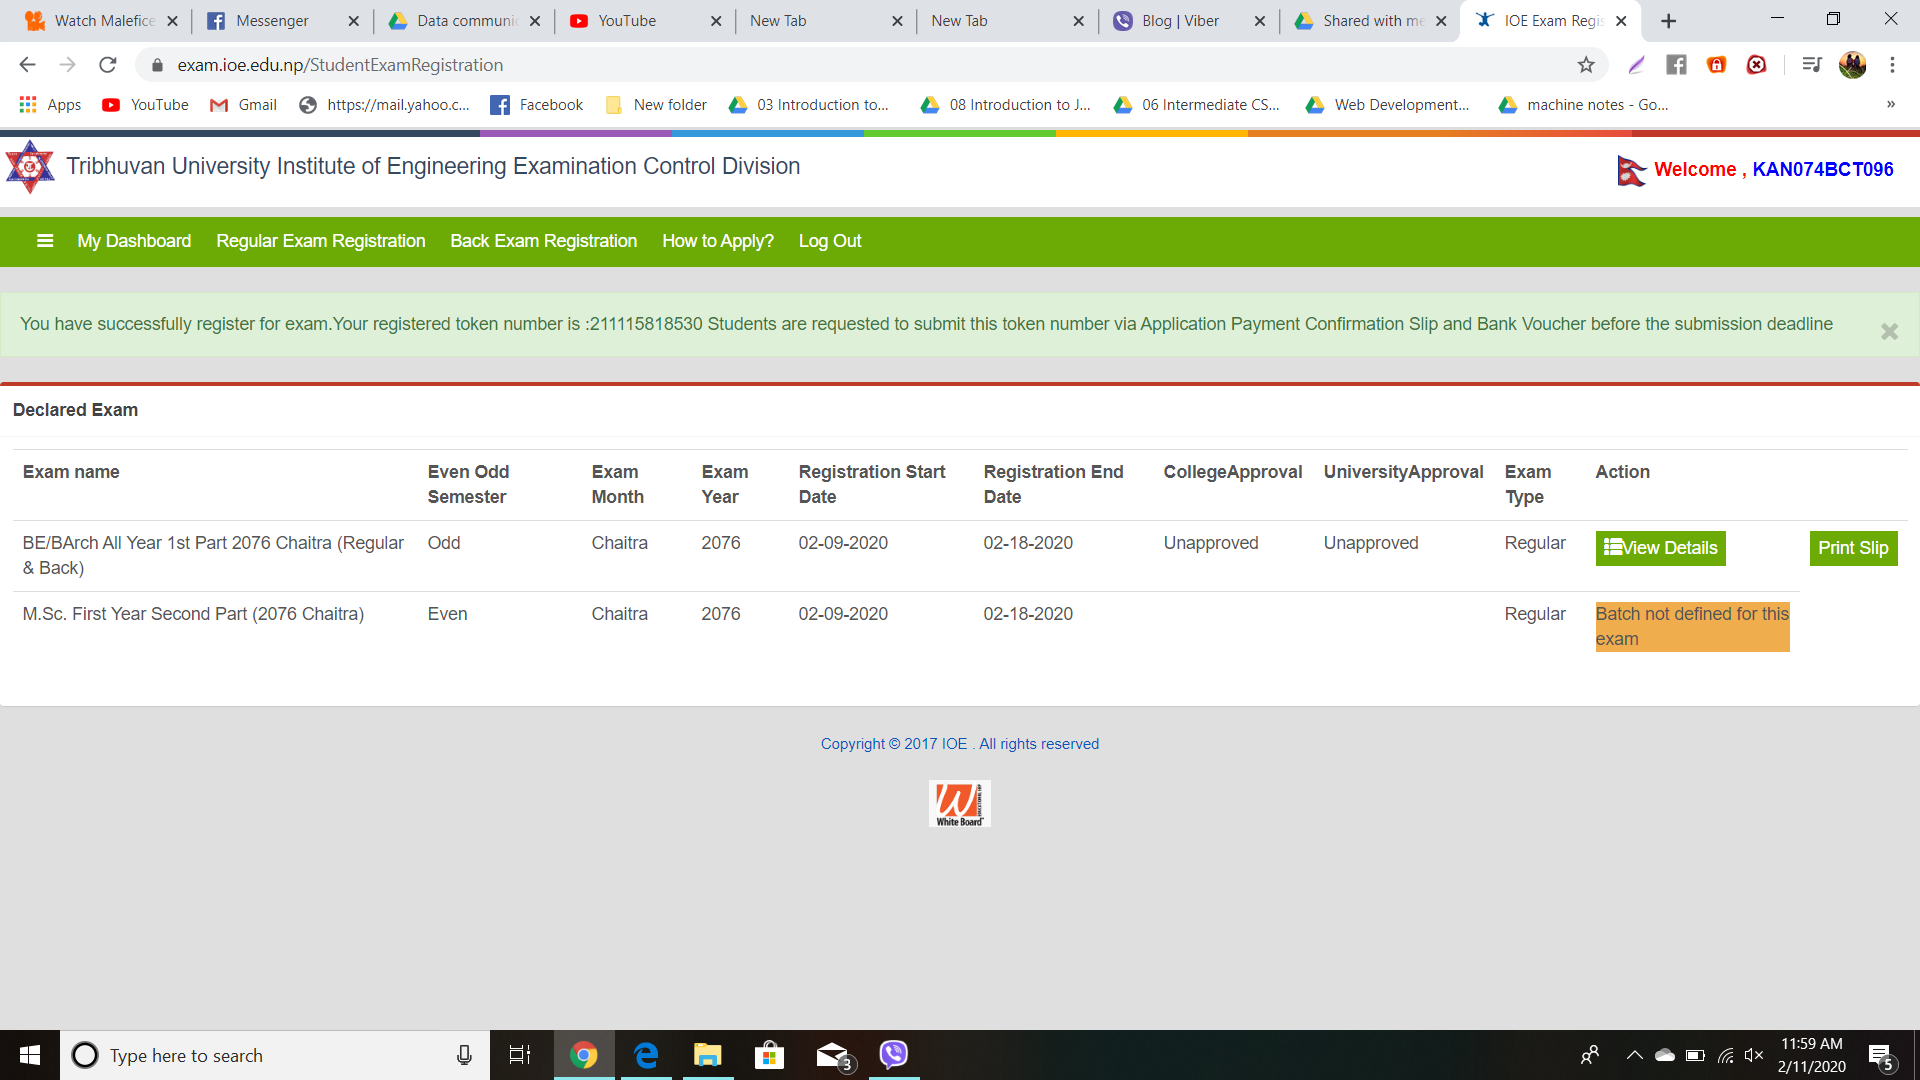 Watch Malefice
Messenger
Data communic
YouTube
New Tab
New Tab
Blog | Viber
Shared with me
IOE Exam Regis
exam.ioe.edu.np/StudentExamRegistration
Apps
YouTube
Gmail
https://mail.yahoo.c...
Facebook
New folder
03 Introduction to...
08 Introduction to J...
06 Intermediate CS...
Web Development...
machine notes - Go...
»
Tribhuvan University Institute of Engineering Examination Control Division
Welcome , KAN074BCT096
My Dashboard
Regular Exam Registration
Back Exam Registration
How to Apply?
Log Out
You have successfully register for exam.Your registered token number is :211115818530 Students are requested to submit this token number via Application Payment Confirmation Slip and Bank Voucher before the submission deadline
Declared Exam
Exam name
Even Odd
Semester
Exam
Month
Exam
Year
Registration Start
Date
Registration End
Date
CollegeApproval
UniversityApproval
Exam
Type
Action
BE/BArch All Year 1st Part 2076 Chaitra (Regular
& Back)
Odd
Chaitra
2076
02-09-2020
02-18-2020
Unapproved
Unapproved
Regular
View Details
Print Slip
M.Sc. First Year Second Part (2076 Chaitra)
Even
Chaitra
2076
02-09-2020
02-18-2020
Regular
Batch not defined for this
exam
Copyright © 2017 IOE . All rights reserved
White Board
Type here to search
3
11:59 AM
2/11/2020
5